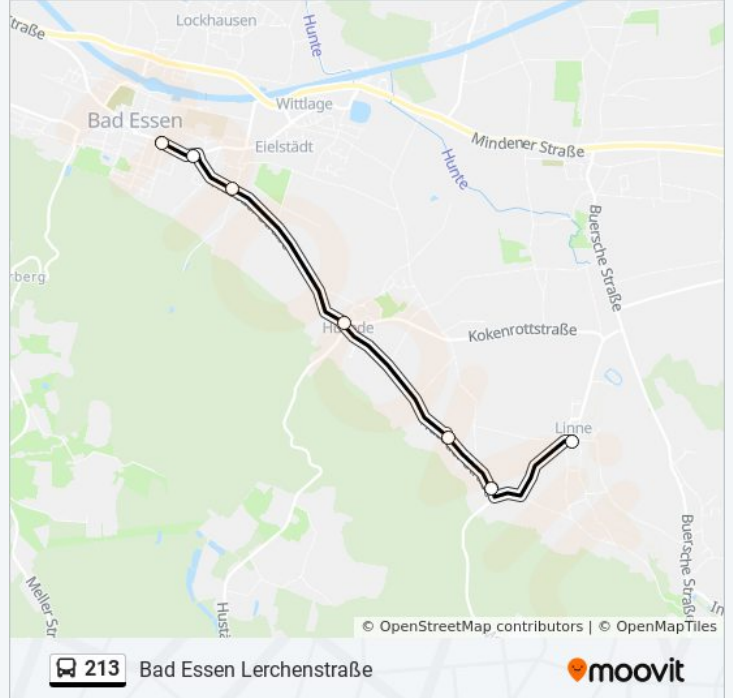 Lockhausen
Straße
Hunte
Wittlage
Bad Essen
Mindener Straße
Eielstädt
Hunte
Buersche Straße
rberg
Kokenrottstraße
Linne
Buersche Straße
Meller Str
In
© OpenStreetMap contributors | © OpenMapTiles
213 Bad Essen Lerchenstraße
moovit